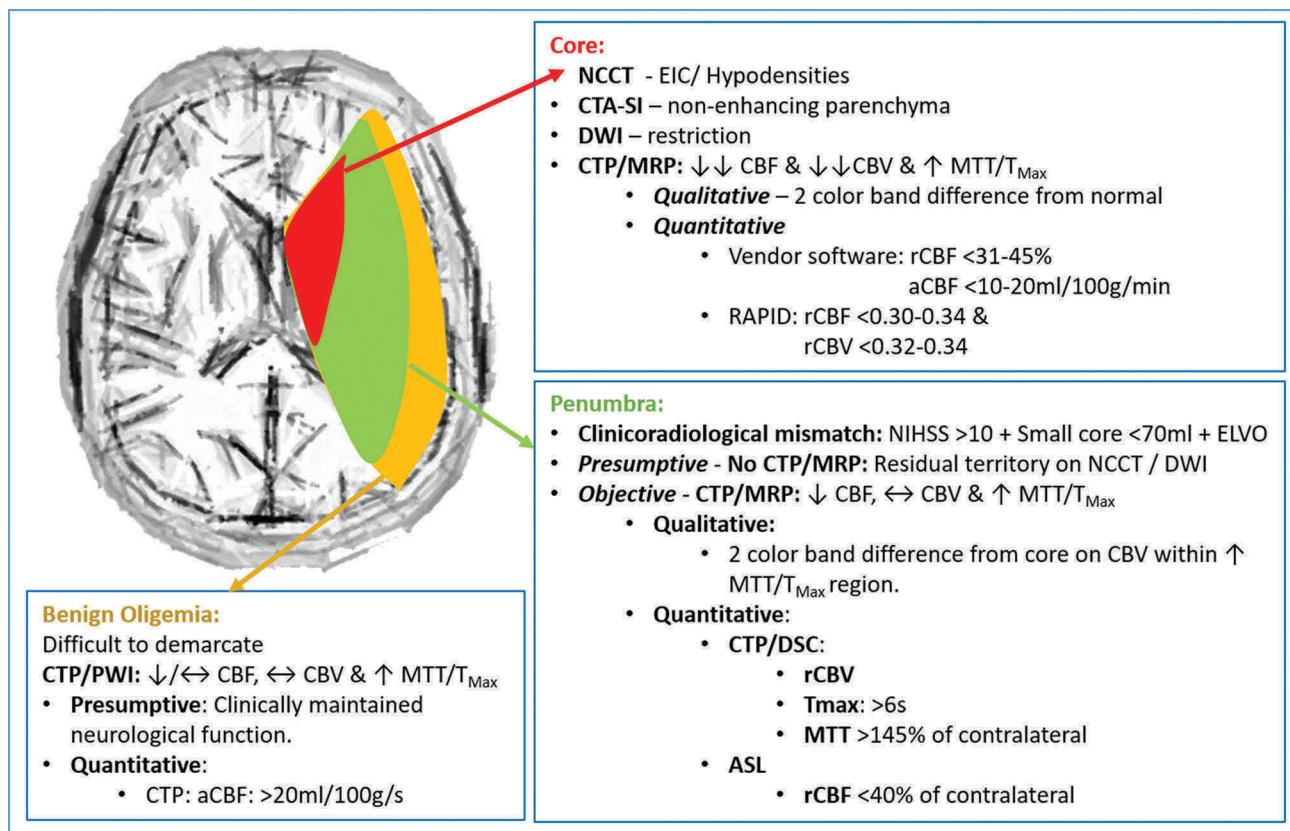 Core:
NCCT - EIC/ Hypodensities
• CTA-SI – non-enhancing parenchyma
• DWI – restriction
• CTP/MRP: ↓↓ CBF & ↓↓CBV & ↑ MTT/TMax
• Qualitative – 2 color band difference from normal
• Quantitative
• Vendor software: rCBF <31-45%
aCBF <10-20ml/100g/min
• RAPID: rCBF <0.30-0.34 &
rCBV <0.32-0.34
Penumbra:
• Clinicoradiological mismatch: NIHSS >10 + Small core <70ml + ELVO
• Presumptive - No CTP/MRP: Residual territory on NCCT / DWI
• Objective - CTP/MRP: ↓ CBF, ↔ CBV & ↑ MTT/TMax
• Qualitative:
• 2 color band difference from core on CBV within ↑
MTT/TMax region.
• Quantitative:
• CTP/DSC:
• rCBV
• Tmax: >6s
• MTT >145% of contralateral
• ASL
• rCBF <40% of contralateral
Benign Oligemia:
Difficult to demarcate
CTP/PWI: ↓/↔ CBF, ↔ CBV & ↑ MTT/TMax
• Presumptive: Clinically maintained
neurological function.
• Quantitative:
• CTP: aCBF: >20ml/100g/s